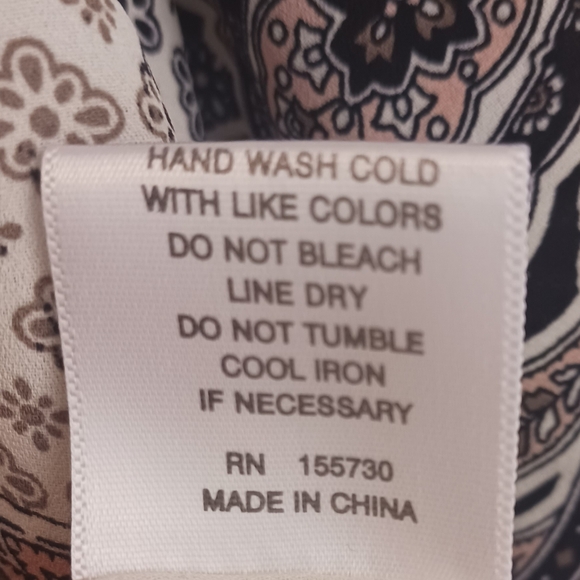 HAND WASH COLD
WITH LIKE COLORS
DO NOT BLEACH
LINE DRY
DO NOT TUMBLE
COOL IRON
IF NECESSARY
RN 155730
MADE IN CHINA